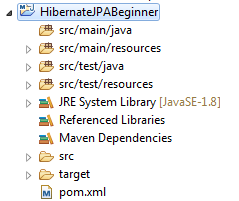 HibernateJPABeginner
src/main/java
src/main/resources
src/test/java
src/test/resources
JRE System Library [JavaSE-1.8]
Referenced Libraries
Maven Dependencies
src
target
pom.xml